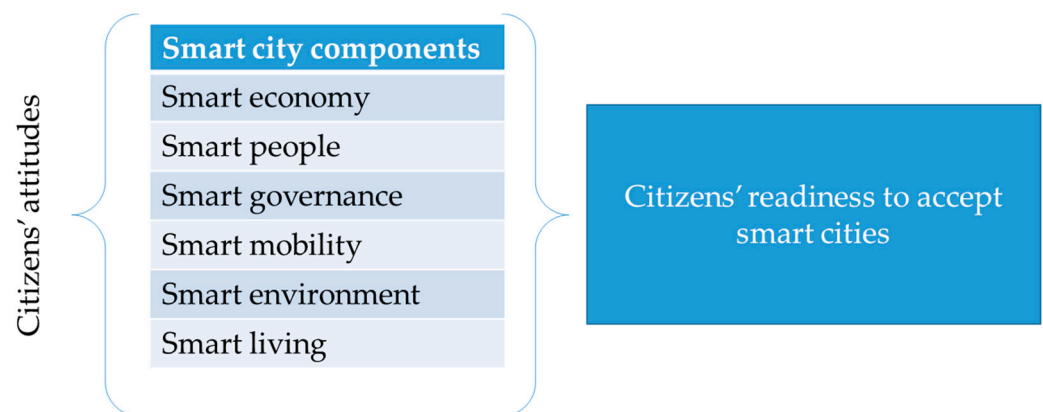 Citizens’ attitudes
Smart city components
Smart economy
Smart people
Smart governance
Smart mobility
Smart environment
Smart living
Citizens’ readiness to accept
smart cities